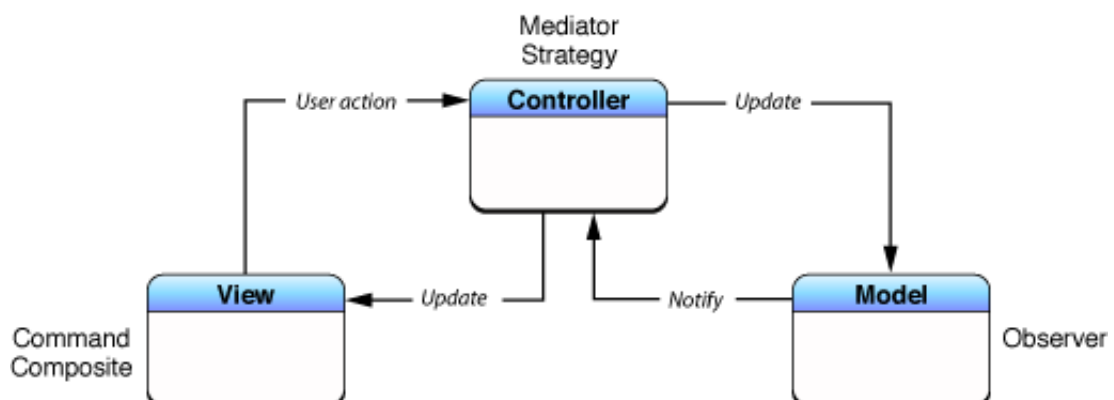 Mediator
Strategy
Controller
User action
Update
View
Update
Notify
Model
Command
Composite
Observer